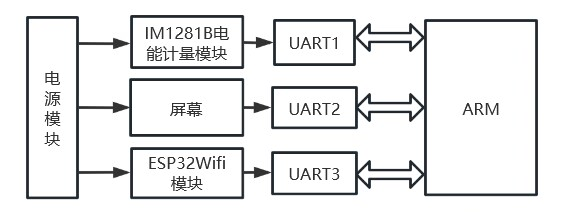 电源模块
IM1281B电
能计量模块
UART1
屏幕
UART2
ARM
ESP32Wifi
模块
UART3